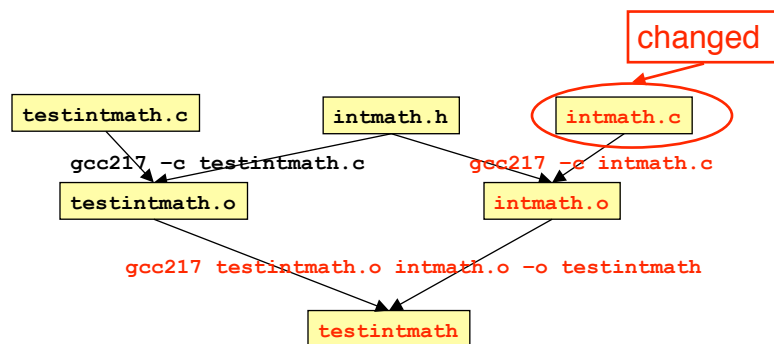 changed
testintmath.c
intmath.h
intmath.c
gcc217 –c testintmath.c
gcc217 –c intmath.c
testintmath.o
intmath.o
gcc217 testintmath.o intmath.o –o testintmath
testintmath